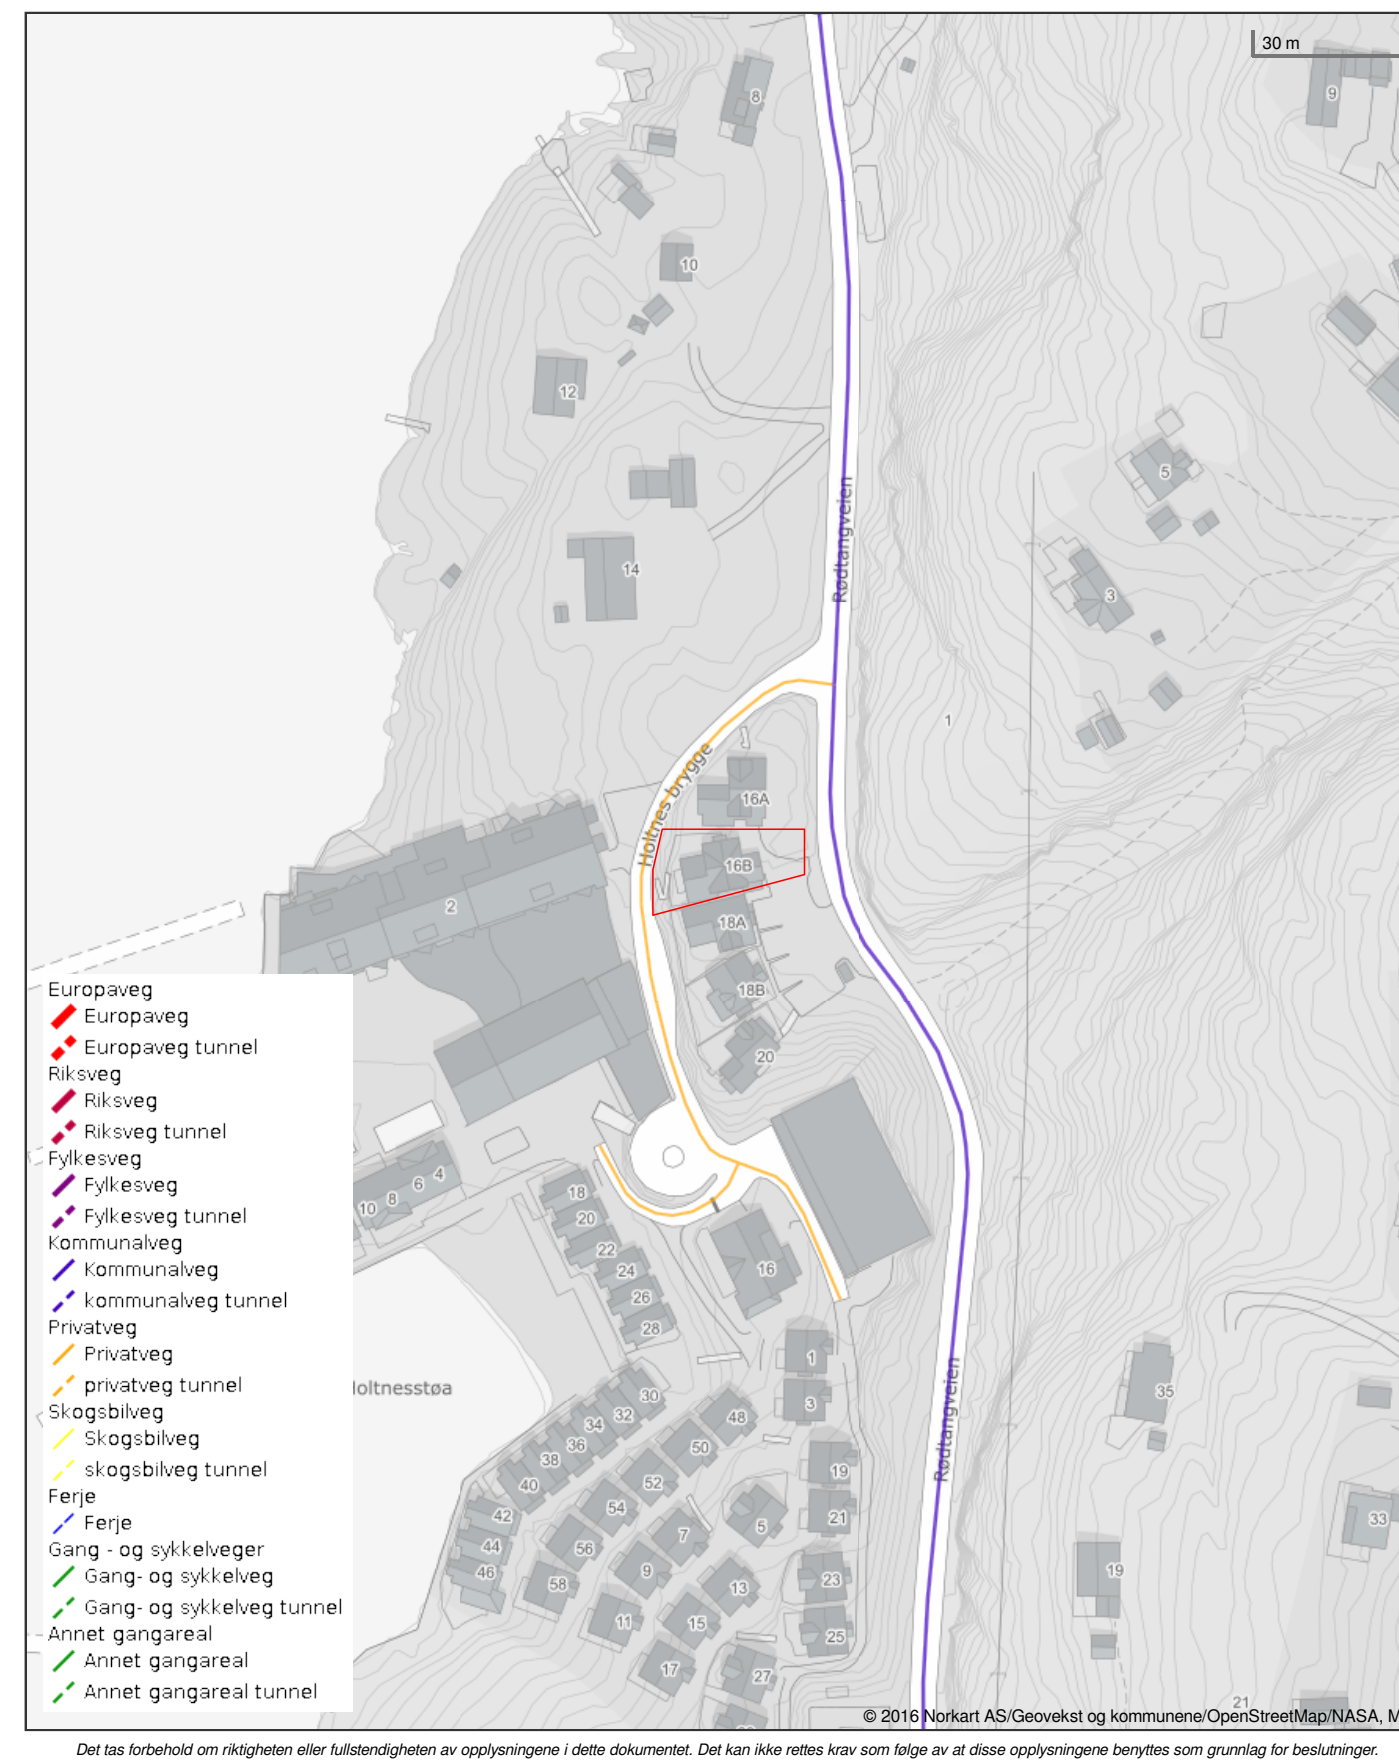 30 m
8
9
10
12
5
14
3
Rødtangveien
1
Holtnes brygge
16A
16B
2
18A
18B
20
Europaveg
Europaveg
Europaveg tunnel
Riksveg
Riksveg
Riksveg tunnel
Fylkesveg
Fylkesveg
Fylkesveg tunnel
Kommunalveg
Kommunalveg
kommunalveg tunnel
Privatveg
Privatveg
privatveg tunnel
Skogsbilveg
Skogsbilveg
skogsbilveg tunnel
Ferje
Ferje
Gang - og sykkelveger
Gang- og sykkelveg
Gang- og sykkelveg tunnel
Annet gangareal
Annet gangareal
Annet gangareal tunnel
4
6
8
10
18
20
22
24
26
28
16
1
3
oltnesstøa
30
32
34
36
38
40
42
44
46
48
50
52
54
56
58
5
7
9
11
13
15
17
19
21
23
25
27
Rødtangveien
35
33
19
21
© 2016 Norkart AS/Geovekst og kommunene/OpenStreetMap/NASA, M
Det tas forbehold om riktigheten eller fullstendigheten av opplysningene i dette dokumentet. Det kan ikke rettes krav som følge av at disse opplysningene benyttes som grunnlag for beslutninger.